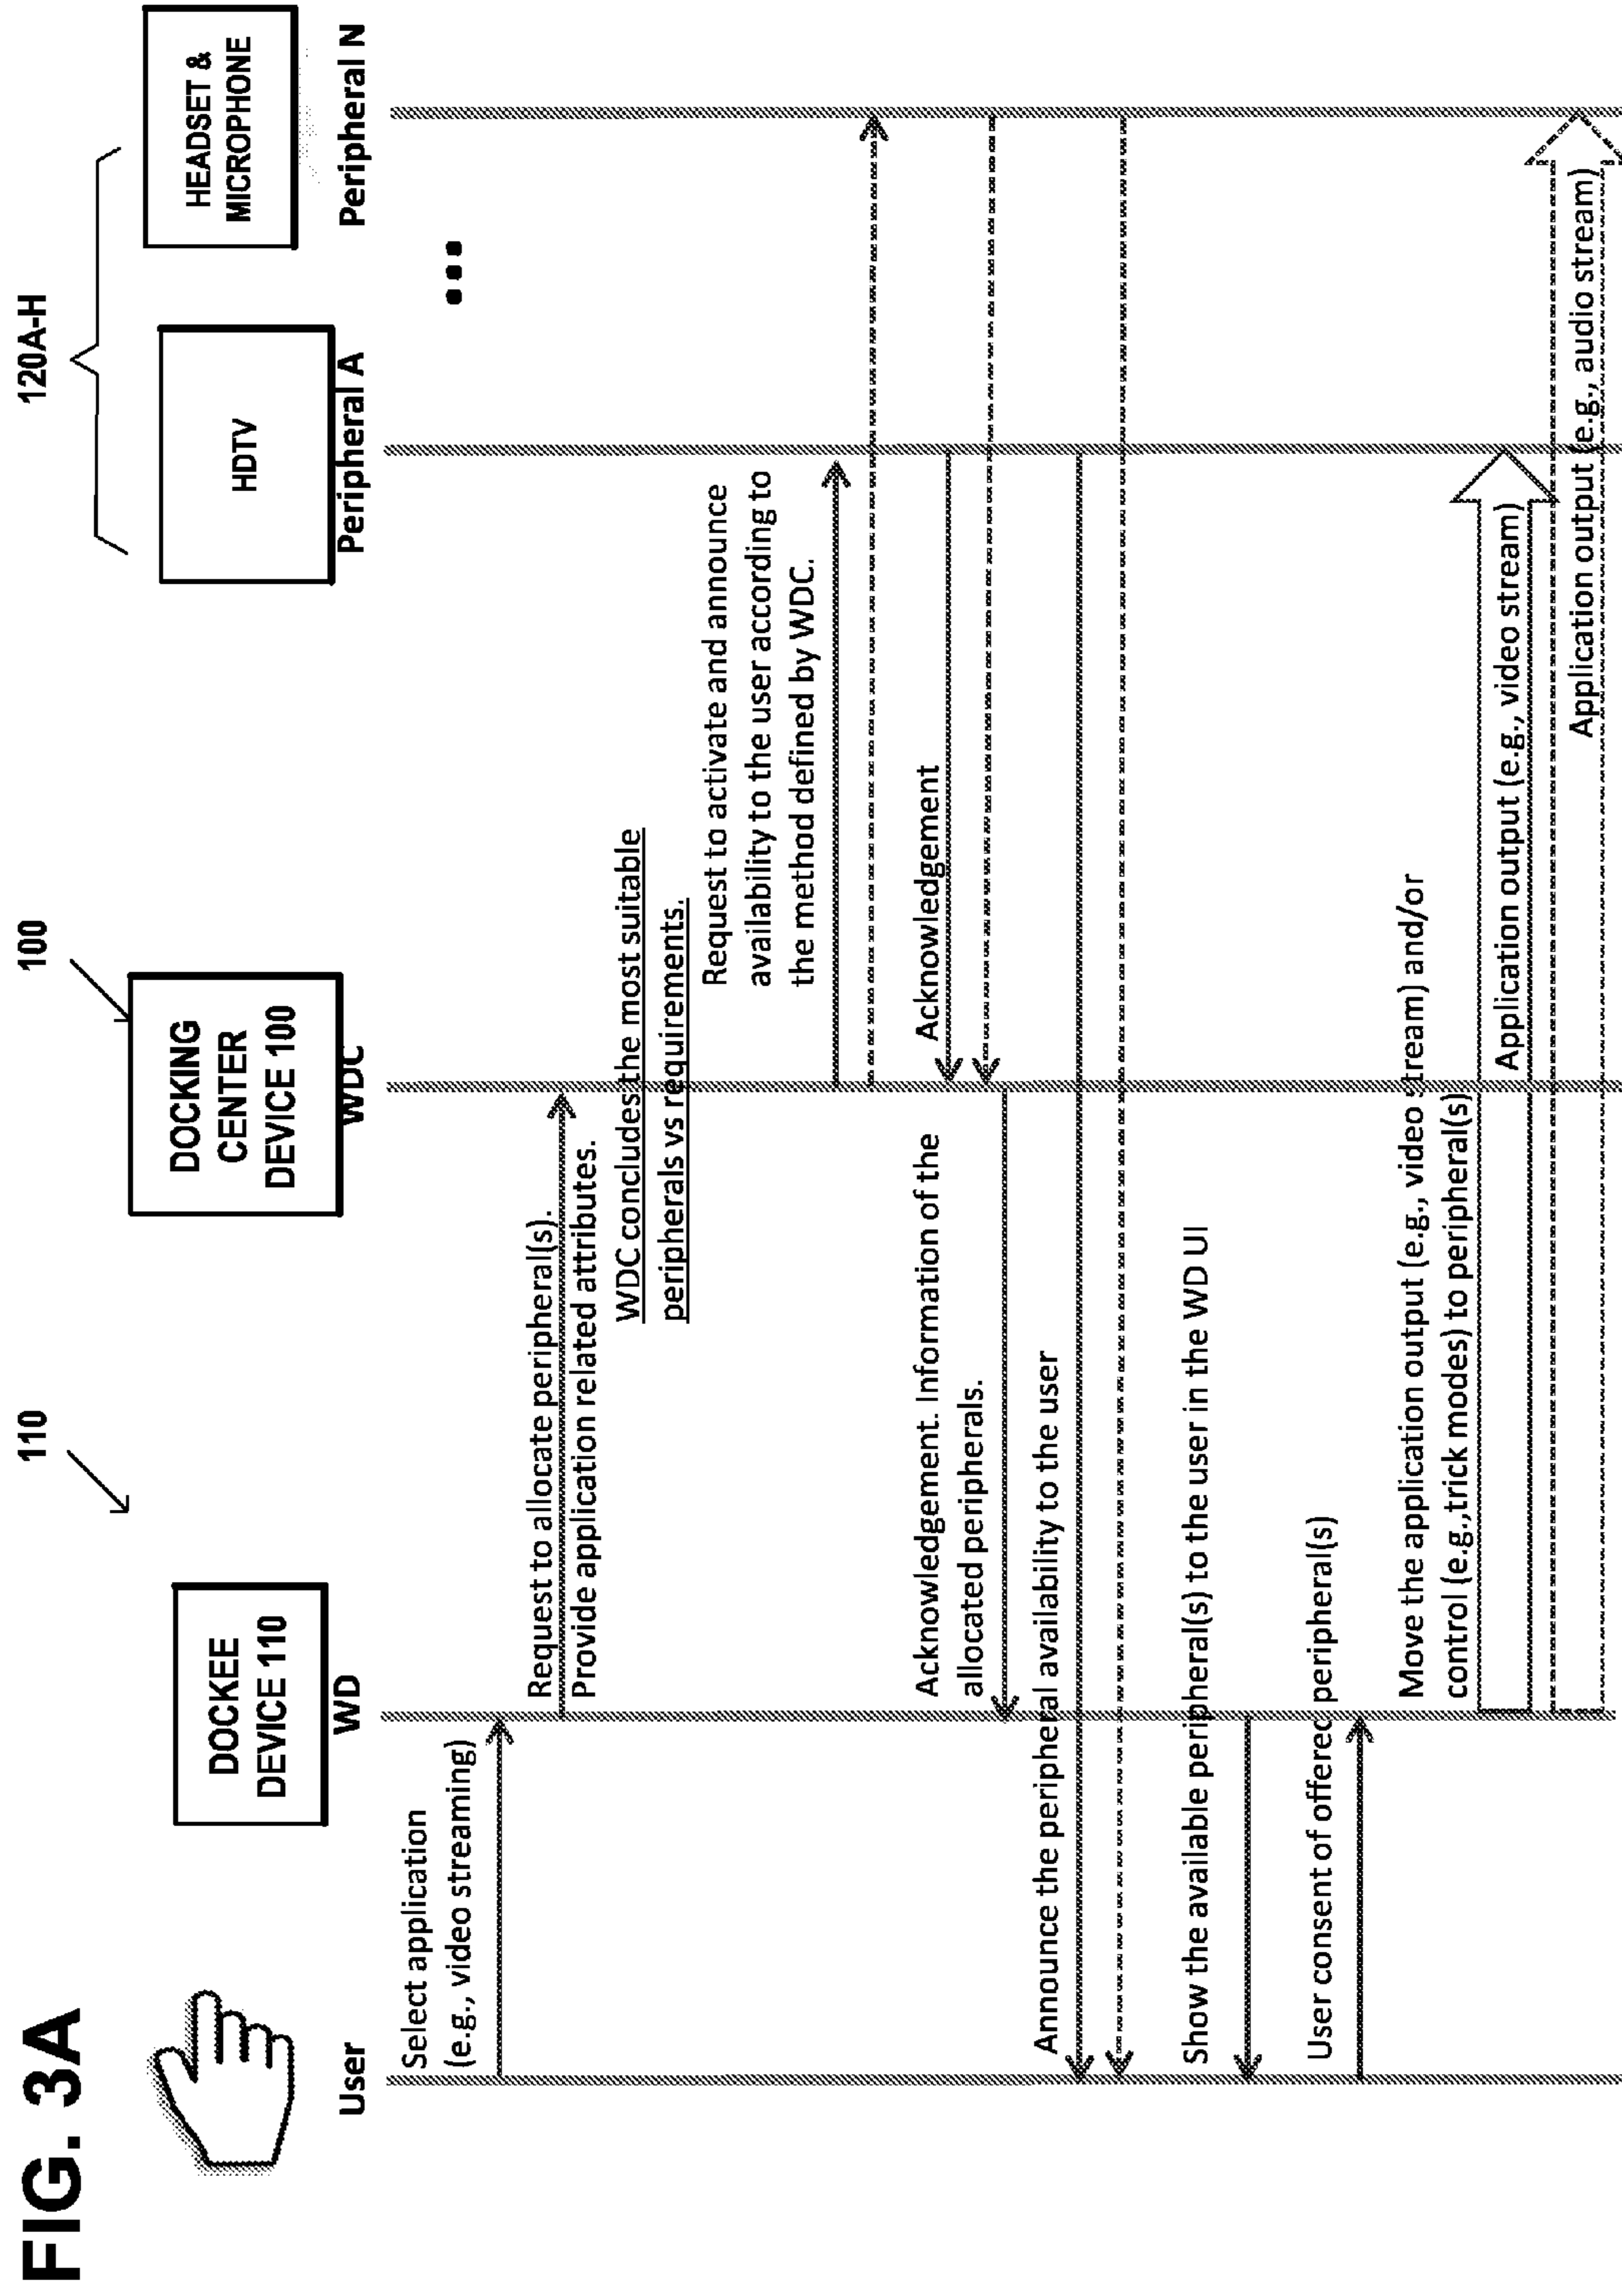 FIG. 3A
110
100
120A-H
DOCKEE
DEVICE 110
DOCKING
CENTER
DEVICE 100
HDTV
HEADSET &
MICROPHONE
User
WD
WDC
Peripheral A
Peripheral N
...
Select application
(e.g., video streaming)
Request to allocate peripheral(s).
Provide application related attributes.
WDC concludes the most suitable
peripherals vs requirements.
Request to activate and announce
availability to the user according to
the method defined by WDC.
Acknowledgement
Acknowledgement. Information of the
allocated peripherals.
Announce the peripheral availability to the user
Show the available peripheral(s) to the user in the WD UI
User consent of offered peripheral(s)
Move the application output (e.g., video stream) and/or
control (e.g.,trick modes) to peripheral(s)
Application output (e.g., video stream)
Application output (e.g., audio stream)